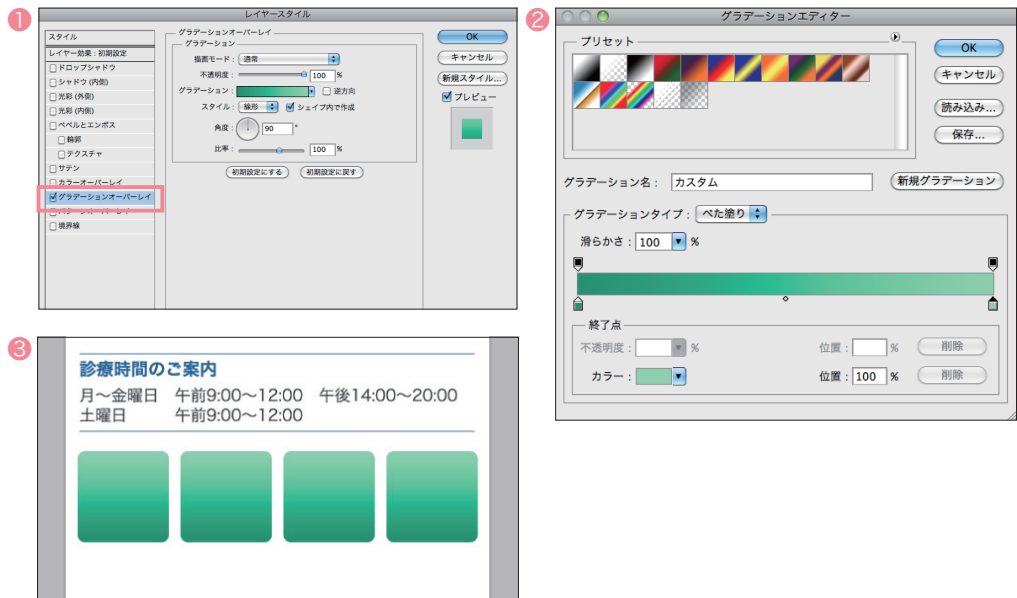 1
レイヤースタイル
スタイル
レイヤー効果：初期設定
ドロップシャドウ
シャドウ (内側)
光彩 (外側)
光彩 (内側)
べベルとエンボス
輪郭
テクスチャ
サテン
カラーオーバーレイ
グラデーションオーバーレイ
パターンオーバーレイ
境界線
グラデーションオーバーレイ
グラデーション
描画モード： 通常
不透明度： 100 %
グラデーション： 逆方向
スタイル： 線形 シェイプ内で作成
角度： 90 °
比率： 100 %
初期設定にする 初期設定に戻す
OK
キャンセル
新規スタイル...
プレビュー
2
グラデーションエディター
プリセット
OK
キャンセル
読み込み...
保存...
グラデーション名： カスタム 新規グラデーション
グラデーションタイプ： べた塗り
滑らかさ： 100 %
終了点
不透明度： % 位置： % 削除
カラー： 位置： 100 % 削除
3
診療時間のご案内
月〜金曜日 午前9:00〜12:00 午後14:00〜20:00
土曜日 午前9:00〜12:00